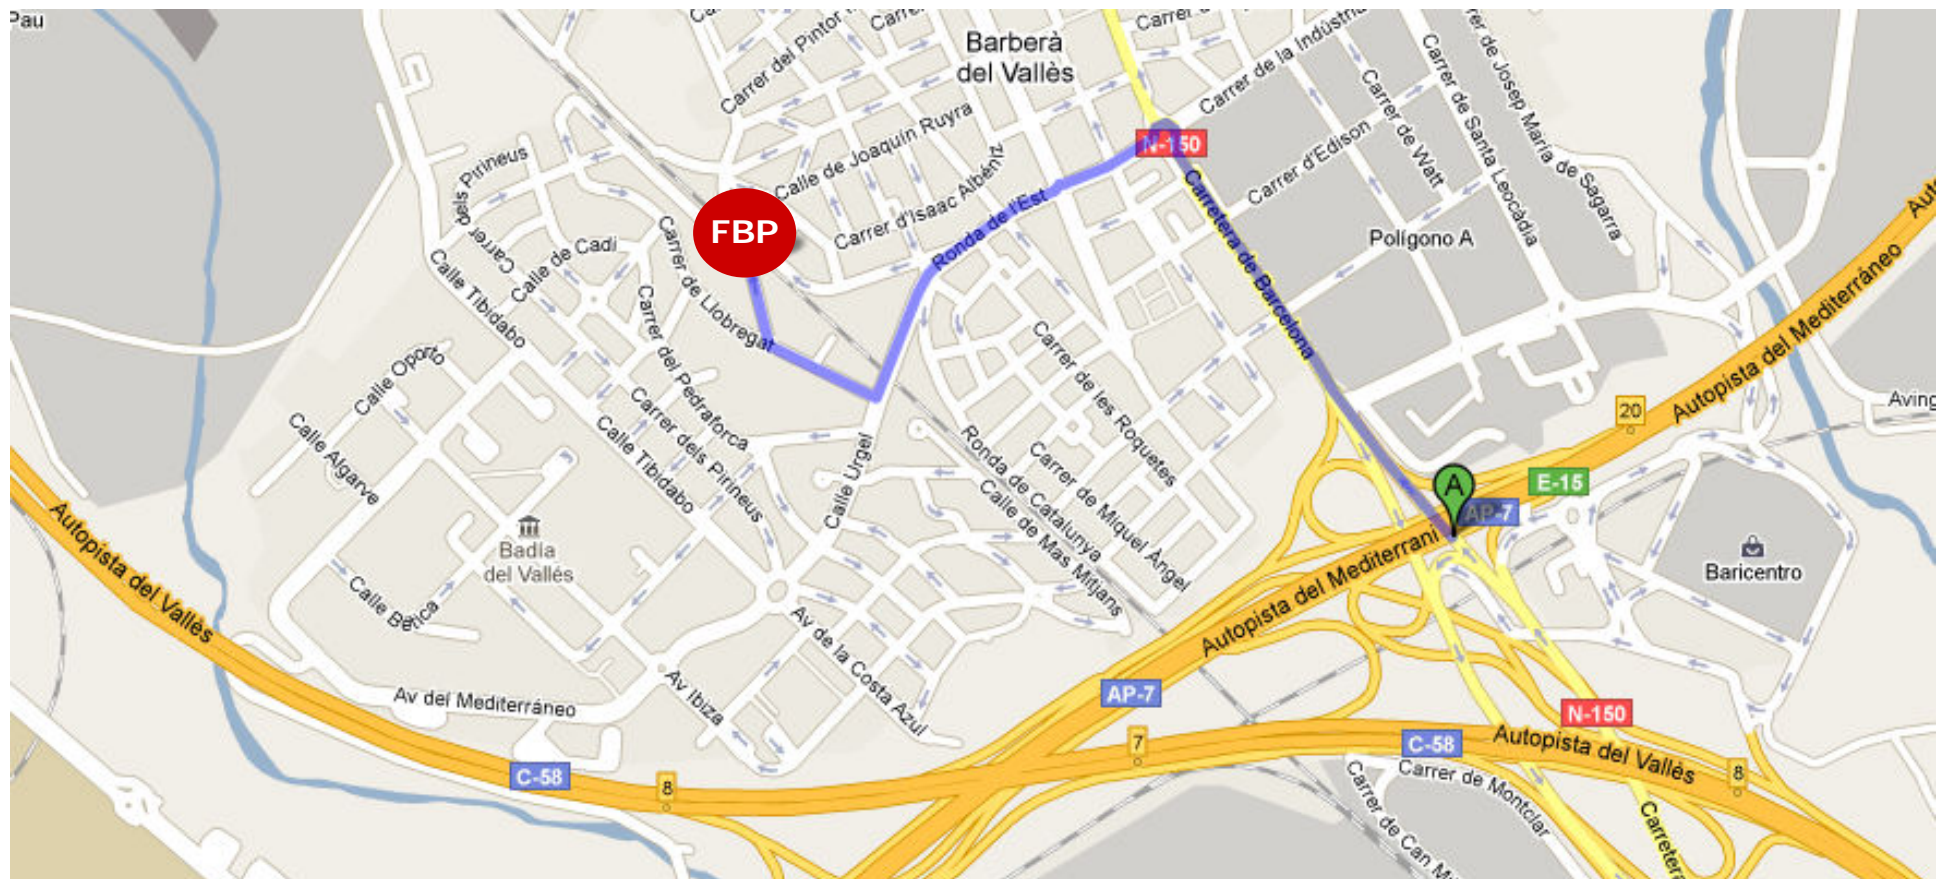 Pau
Barberà
del Vallès
Carrer del Pintor
Carrer de la Indústria
Carrer de Josep María de Sagarra
Carrer de Santa Leocàdia
Carrer de Watt
Carrer d'Edison
N-150
Calle de Joaquín Ruyra
Carrer d'Isaac Albéniz
Ronda de l'Est
Carretera de Barcelona
Polígono A
FBP
Carrer dels Pirineus
Calle de Cadi
Calle Tibidabo
Carrer de Llobregat
Carrer del Pedraforca
Calle Oporto
Calle Algarve
Carrer dels Pirineus
Calle Tibidabo
Calle Urgel
Carrer de les Roquetes
Ronda de Catalunya
Carrer de Miquel Àngel
Calle de Mas Mitjans
Autopista del Mediterráneo
20
Aving
A
E-15
AP-7
Baricentro
Autopista del Mediterrani
Autopista del Vallès
Badia
del Vallés
Calle Bética
Av de la Costa Azul
Av del Mediterráneo
Av Ibiza
AP-7
N-150
7
C-58
Autopista del Vallès
C-58
8
8
Carrer de Montclar
Carrer de Can
Carretera